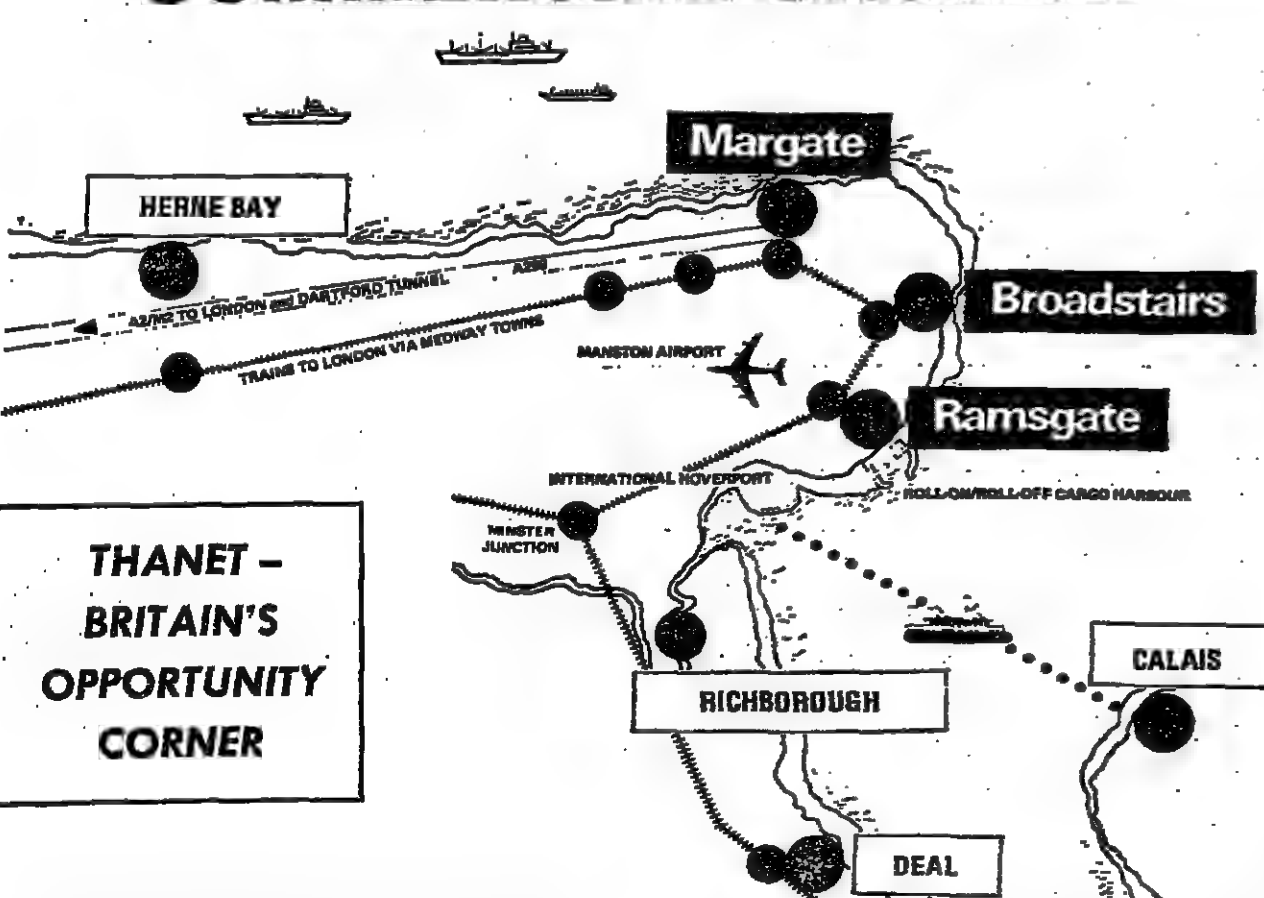 Margate
HERNE BAY
A2/M2 TO LONDON and DARTFORD TUNNEL
Broadstairs
TRAINS TO LONDON VIA MEDWAY TOWNS
MANSTON AIRPORT
Ramsgate
INTERNATIONAL HOVERPORT
ROLL-ON/ROLL-OFF CARGO HARBOUR
MINSTER
JUNCTION
THANET –
BRITAIN'S
OPPORTUNITY
CORNER
CALAIS
RICHBOROUGH
DEAL